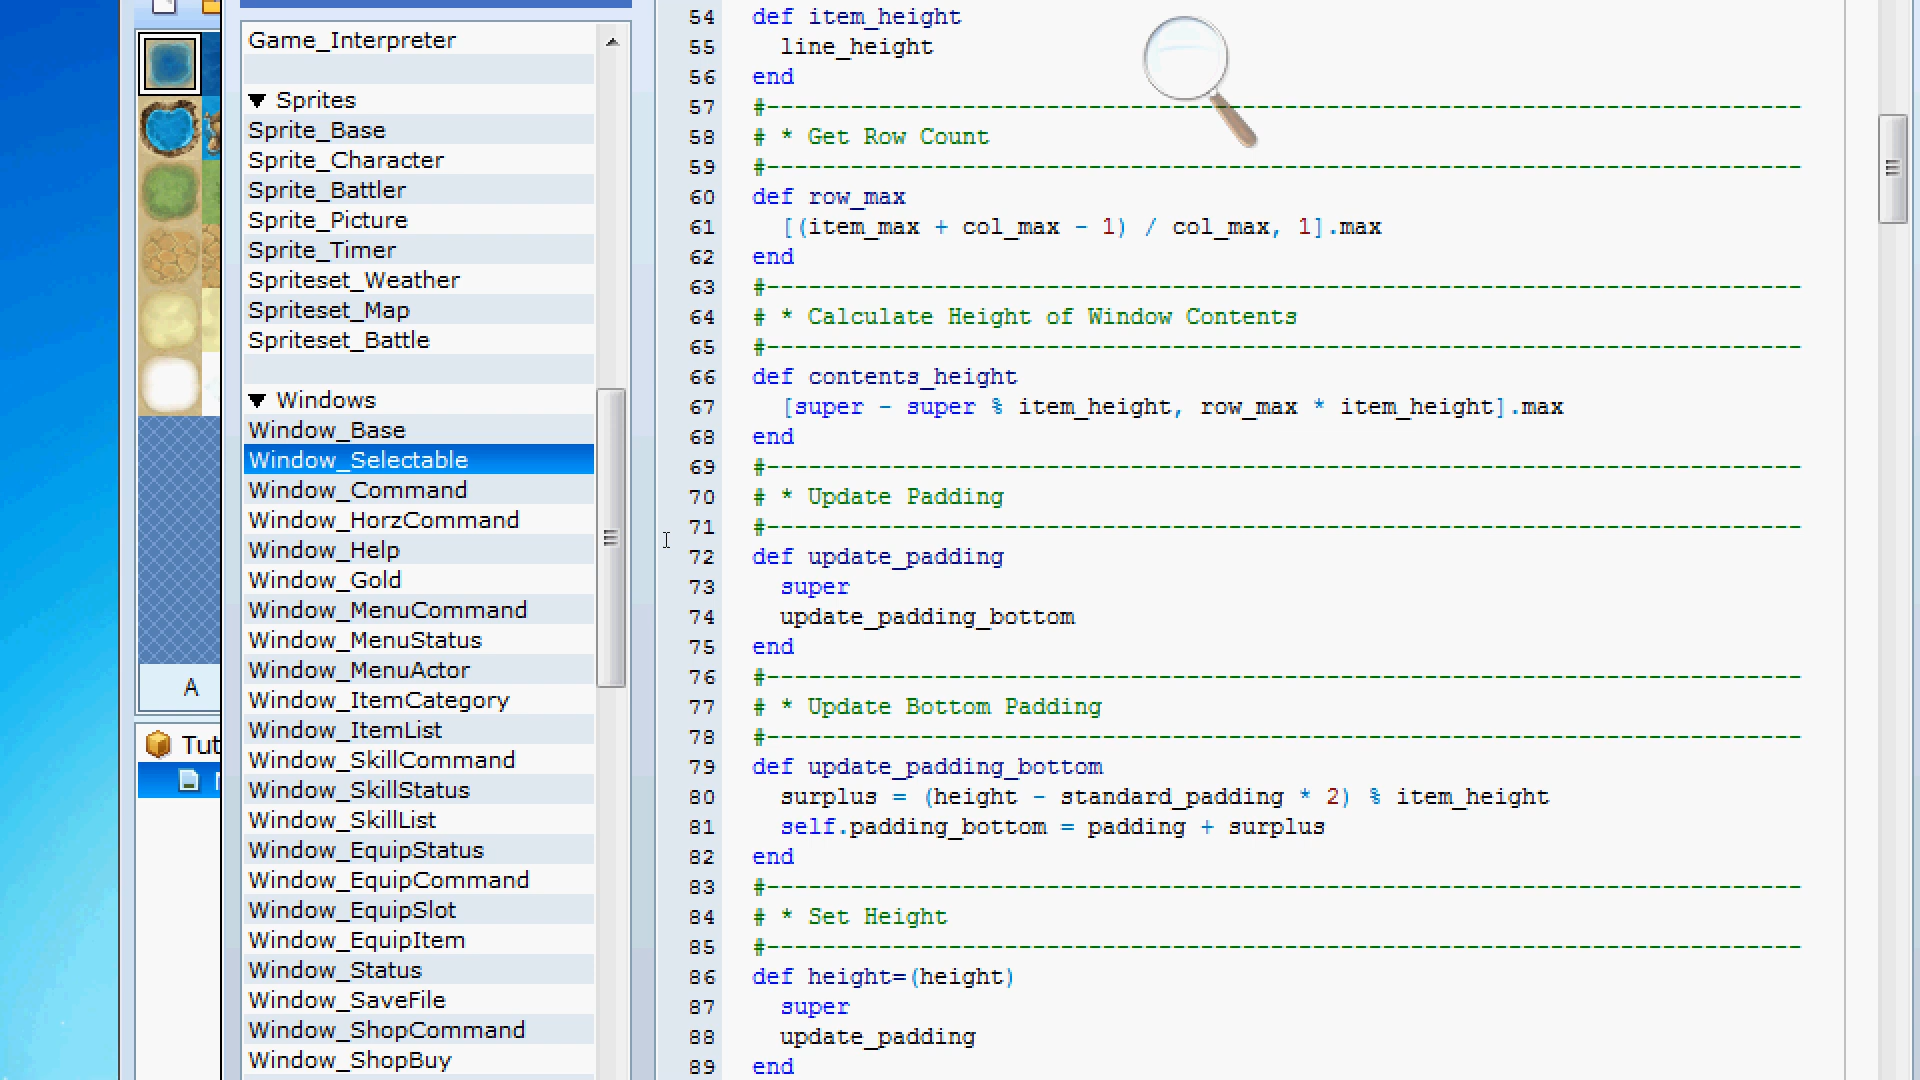 Game_Interpreter
▼ Sprites
Sprite_Base
Sprite_Character
Sprite_Battler
Sprite_Picture
Sprite_Timer
Spriteset_Weather
Spriteset_Map
Spriteset_Battle
▼ Windows
Window_Base
Window_Selectable
Window_Command
Window_HorzCommand
Window_Help
Window_Gold
Window_MenuCommand
Window_MenuStatus
Window_MenuActor
Window_ItemCategory
Window_ItemList
Window_SkillCommand
Window_SkillStatus
Window_SkillList
Window_EquipStatus
Window_EquipCommand
Window_EquipSlot
Window_EquipItem
Window_Status
Window_SaveFile
Window_ShopCommand
Window_ShopBuy
A
Tut
54 def item_height
55 line_height
56 end
57 #--------------------------------------------------------------------------
58 # * Get Row Count
59 #--------------------------------------------------------------------------
60 def row_max
61 [(item_max + col_max - 1) / col_max, 1].max
62 end
63 #--------------------------------------------------------------------------
64 # * Calculate Height of Window Contents
65 #--------------------------------------------------------------------------
66 def contents_height
67 [super - super % item_height, row_max * item_height].max
68 end
69 #--------------------------------------------------------------------------
70 # * Update Padding
71 #--------------------------------------------------------------------------
72 def update_padding
73 super
74 update_padding_bottom
75 end
76 #--------------------------------------------------------------------------
77 # * Update Bottom Padding
78 #--------------------------------------------------------------------------
79 def update_padding_bottom
80 surplus = (height - standard_padding * 2) % item_height
81 self.padding_bottom = padding + surplus
82 end
83 #--------------------------------------------------------------------------
84 # * Set Height
85 #--------------------------------------------------------------------------
86 def height=(height)
87 super
88 update_padding
89 end